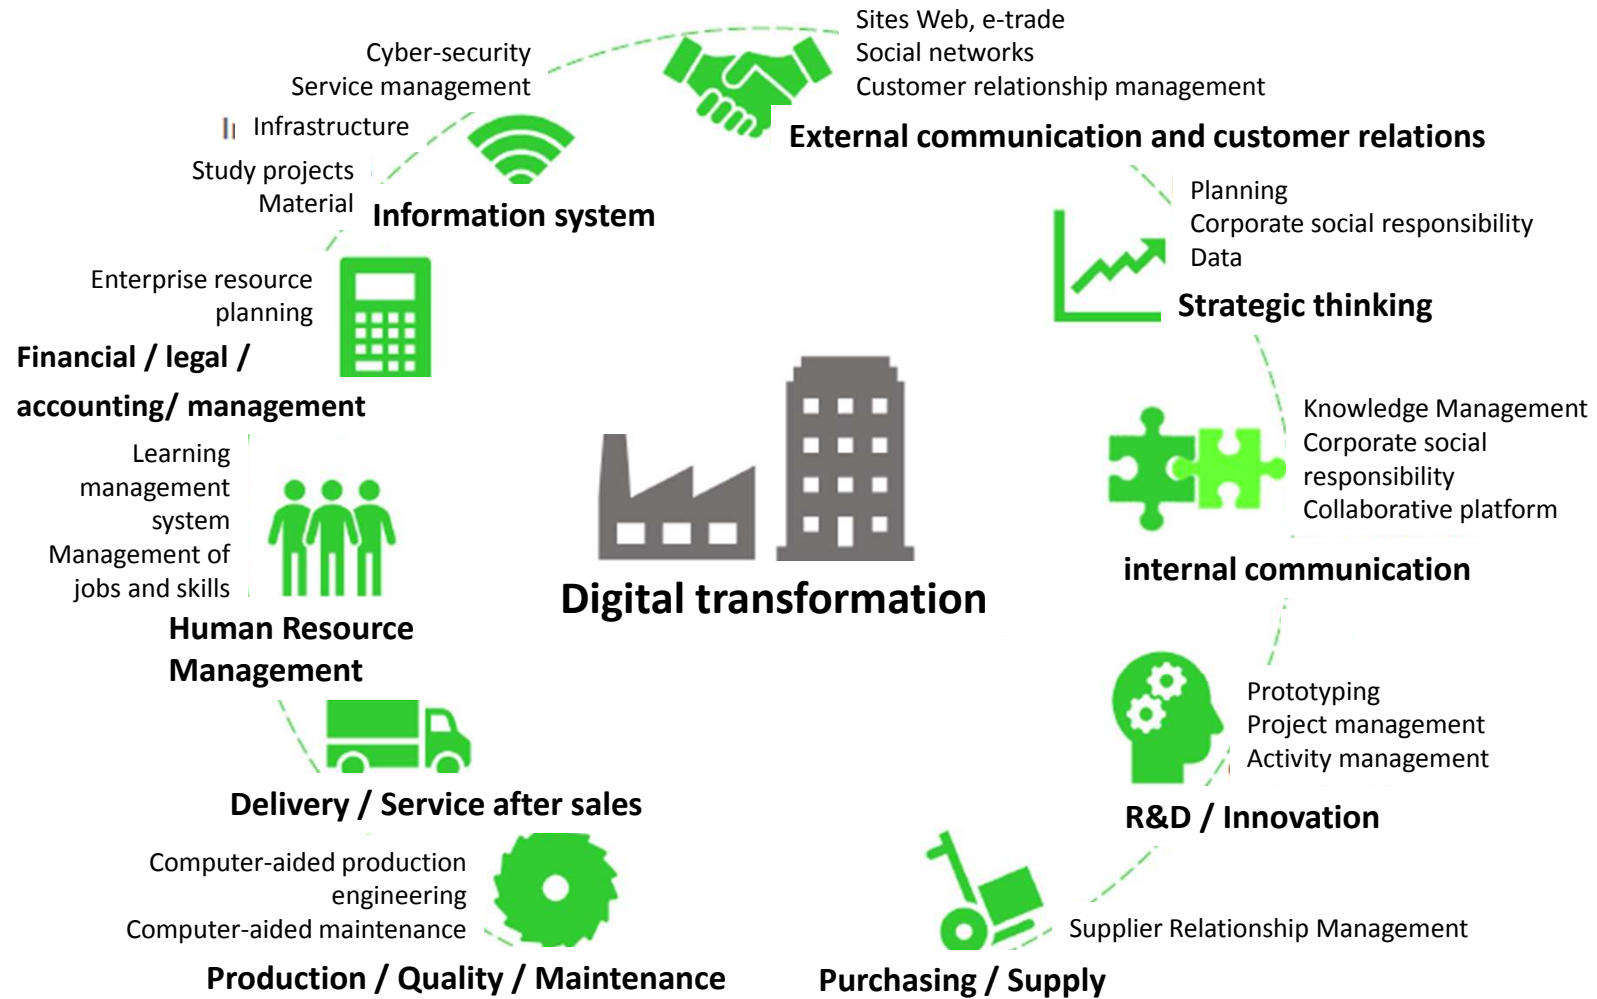 Sites Web, e-trade
Social networks
Customer relationship management
External communication and customer relations
Planning
Corporate social responsibility
Data
Strategic thinking
Knowledge Management
Corporate social
responsibility
Collaborative platform
internal communication
Prototyping
Project management
Activity management
R&D / Innovation
Supplier Relationship Management
Purchasing / Supply
Computer-aided production
engineering
Computer-aided maintenance
Production / Quality / Maintenance
Delivery / Service after sales
Learning
management
system
Management of
jobs and skills
Human Resource
Management
Enterprise resource
planning
Financial / legal /
accounting/ management
Cyber-security
Service management
Infrastructure
Study projects
Material
Information system
Digital transformation